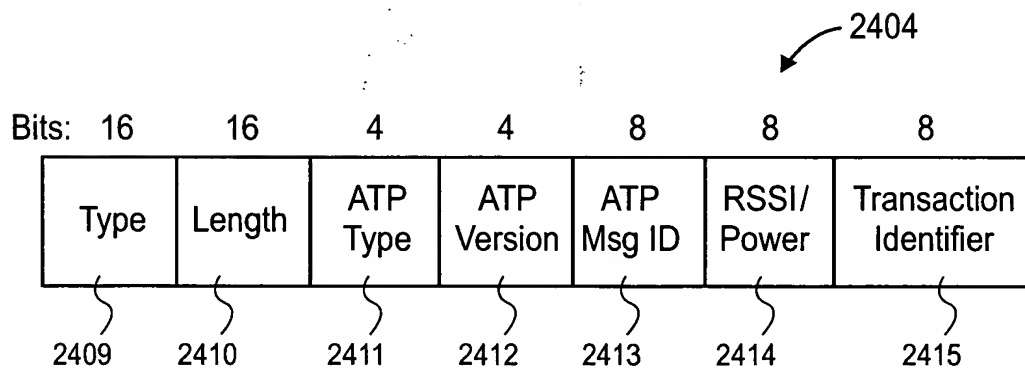 2404
Bits: 16 16 4 4 8 8 8
Type Length ATP Type ATP Version ATP Msg ID RSSI/ Power Transaction Identifier
2409 2410 2411 2412 2413 2414 2415